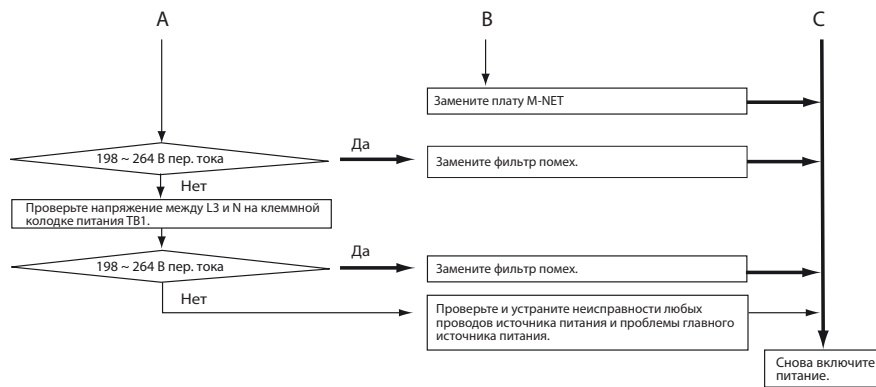 A
B
C
Замените плату M-NET
198 ~ 264 В пер. тока
Да
Замените фильтр помех.
Нет
Проверьте напряжение между L3 и N на клеммной
колодке питания TB1.
198 ~ 264 В пер. тока
Да
Замените фильтр помех.
Нет
Проверьте и устраните неисправности любых
проводов источника питания и проблемы главного
источника питания.
Снова включите
питание.